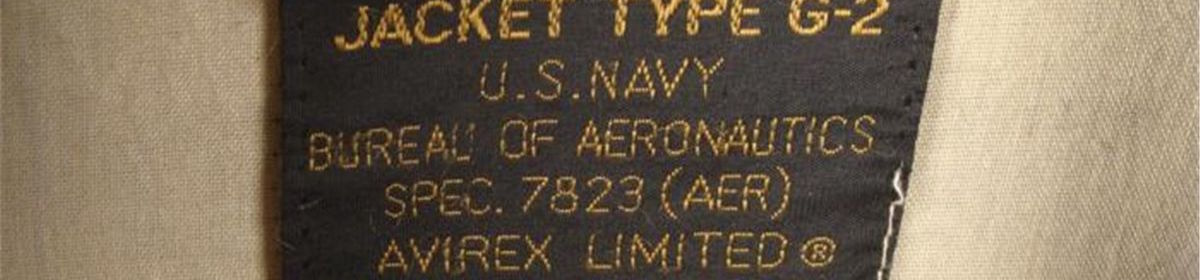 JACKET TYPE G-2
U.S.NAVY
BUREAU OF AERONAUTICS
SPEC. 7823 (AER)
AVIREX LIMITED ®